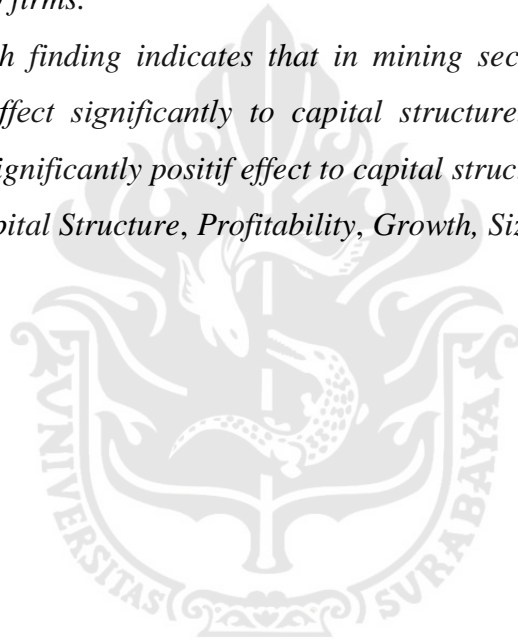 firms.
h finding indicates that in mining sec
ffect significantly to capital structure
ignificantly positif effect to capital struc
pital Structure, Profitability, Growth, Siz
UNIVERSITAS SURABAYA